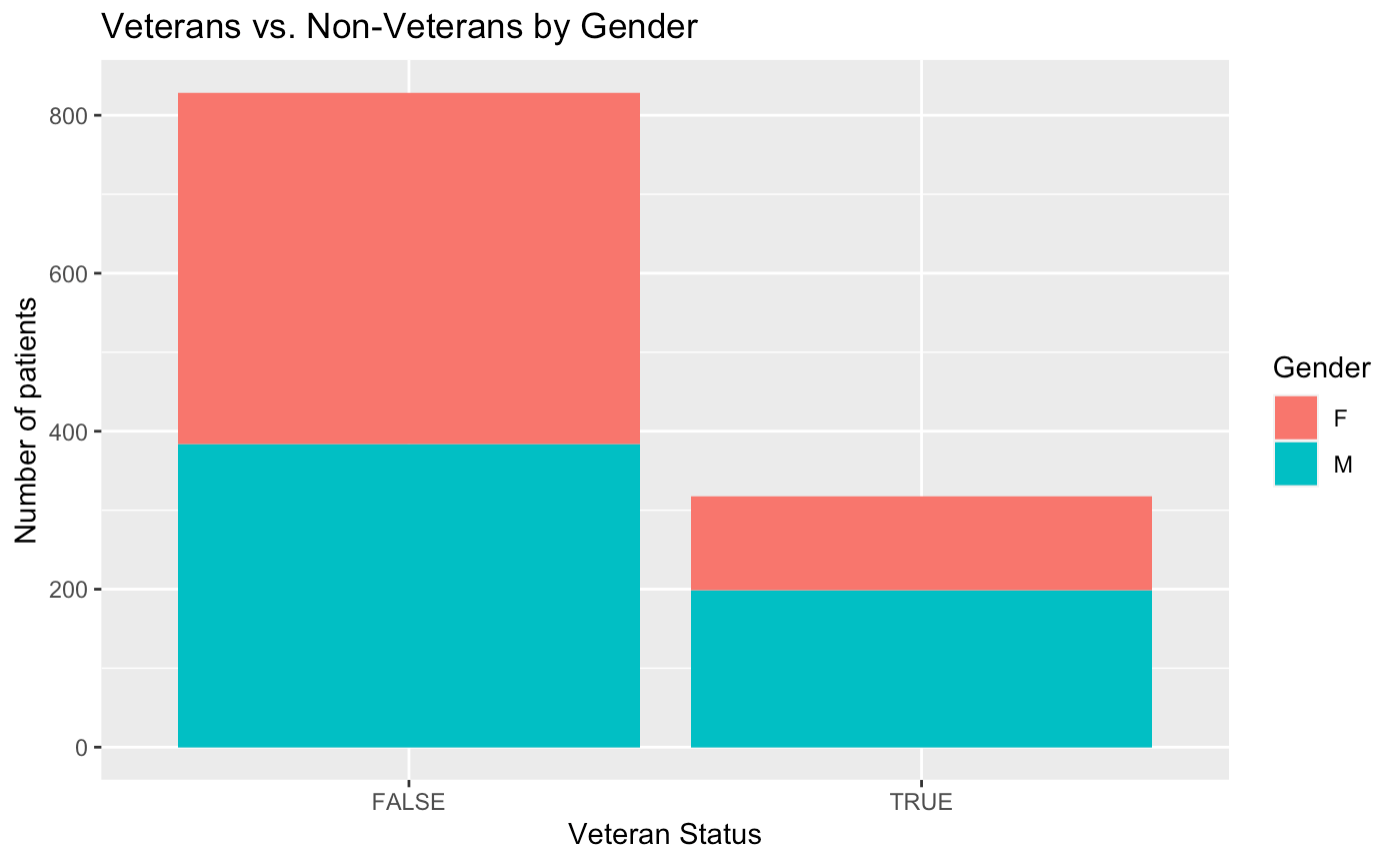 Veterans vs. Non-Veterans by Gender
Number of patients
800
600
400
200
0
FALSE
TRUE
Veteran Status
Gender
F
M